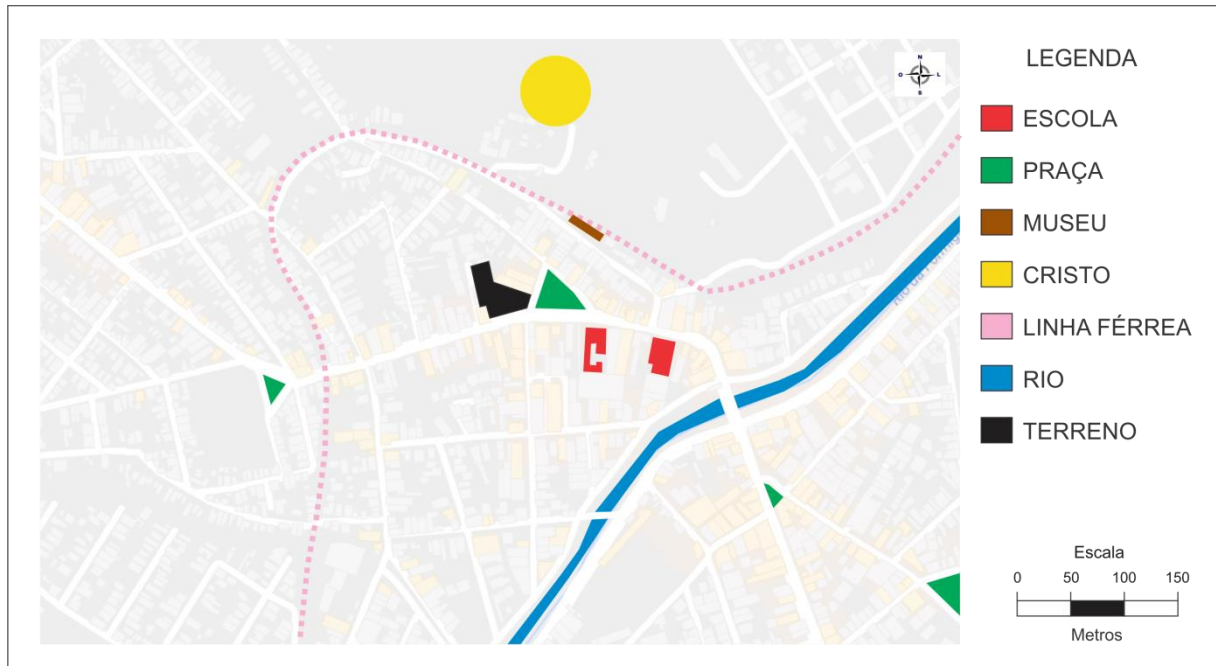 N
O L
S
LEGENDA
ESCOLA
PRAÇA
MUSEU
CRISTO
LINHA FÉRREA
RIO
TERRENO
Escala
0 50 100 150
Metros